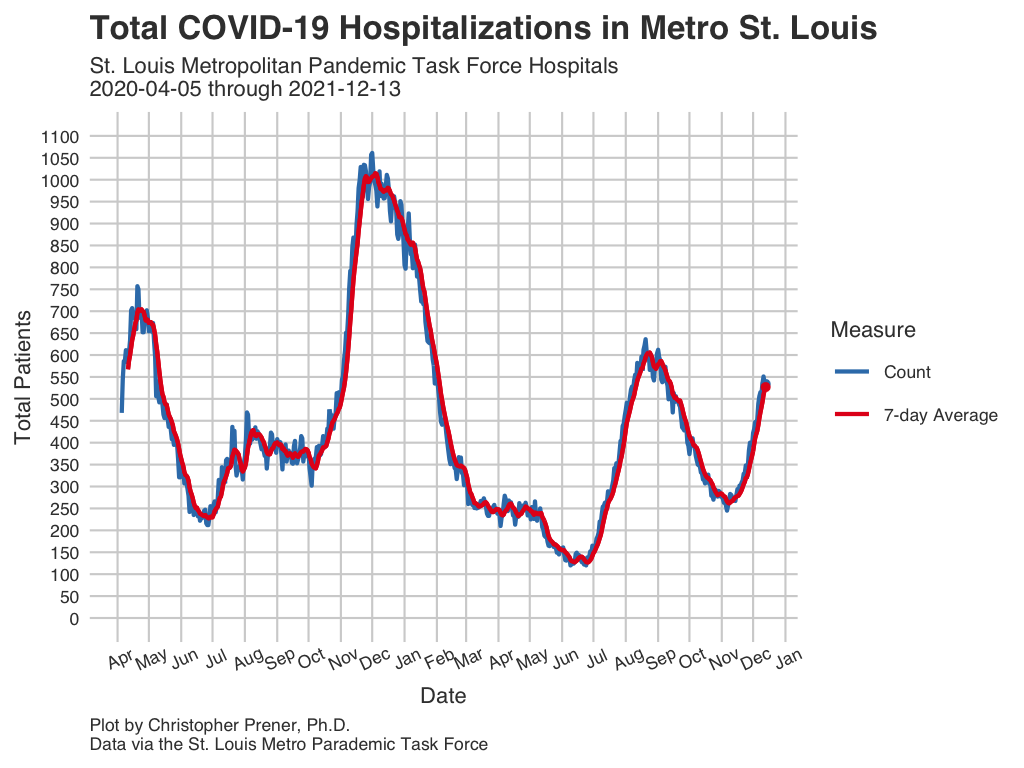 Total COVID-19 Hospitalizations in Metro St. Louis
St. Louis Metropolitan Pandemic Task Force Hospitals
2020-04-05 through 2021-12-13
Total Patients
1100
1050
1000
950
900
850
800
750
700
650
600
550
500
450
400
350
300
250
200
150
100
50
0
Apr May Jun Jul Aug Sep Oct Nov Dec Jan Feb Mar Apr May Jun Jul Aug Sep Oct Nov Dec Jan
Date
Measure
Count
7-day Average
Plot by Christopher Prener, Ph.D.
Data via the St. Louis Metro Parademic Task Force